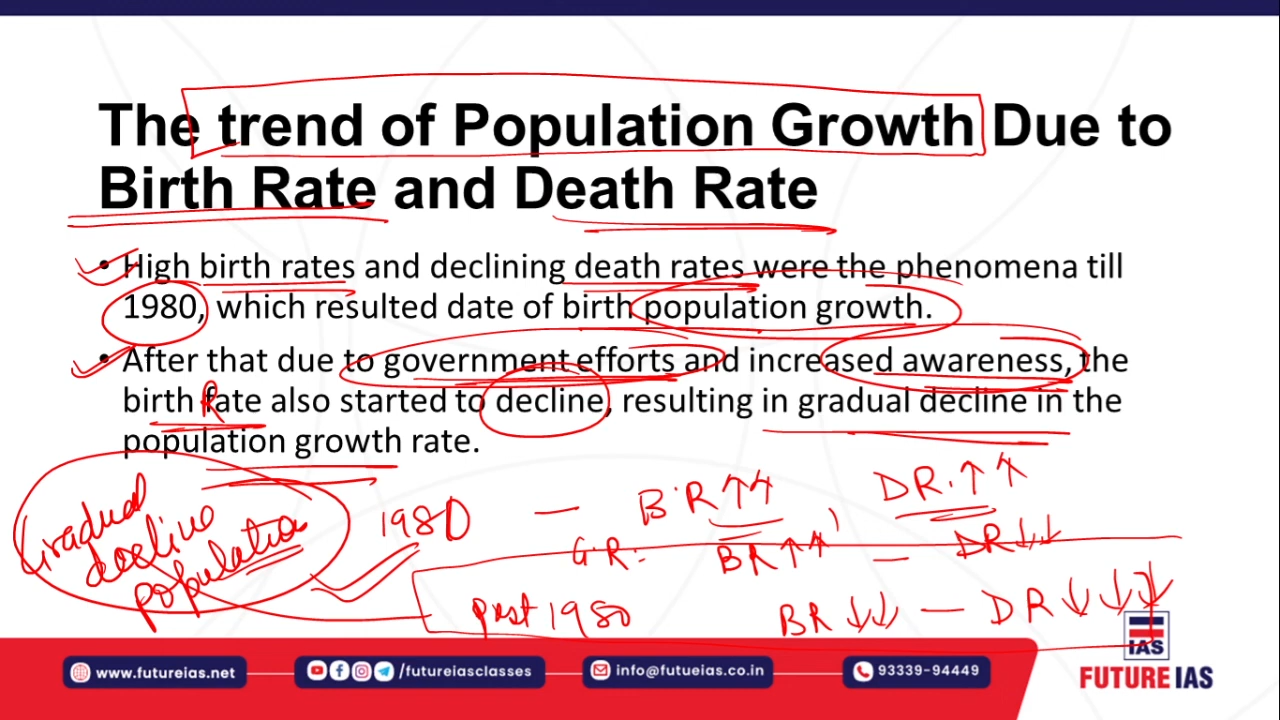 The trend of Population Growth Due to
Birth Rate and Death Rate
• High birth rates and declining death rates were the phenomena till
1980, which resulted date of birth population growth.
• After that due to government efforts and increased awareness, the
birth Rate also started to decline, resulting in gradual decline in the
population growth rate.
Gradual
decline
population
1980 — B.R↑↑, DR.↑↑
G.R: BR↑↑ — DR↓↓
post 1980 BR↓↓ — DR↓↓↓
IAS
FUTURE IAS
www.futureias.net
/futureiasclasses
info@futueias.co.in
93339-94449